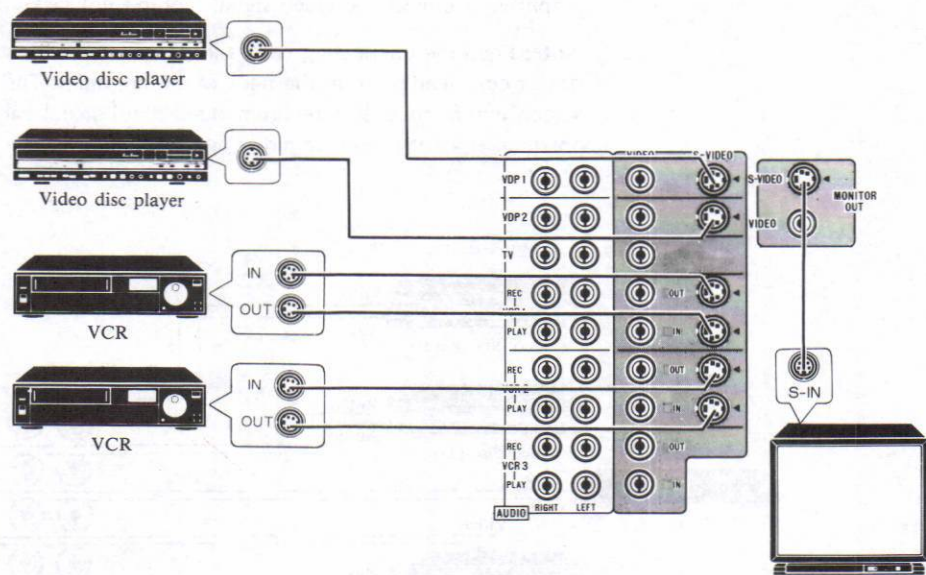 Video disc player
Video disc player
VCR
VCR
IN
OUT
IN
OUT
VIDEO
S-VIDEO
VDP 1
VDP 2
TV
REC
OUT
PLAY
IN
REC
OUT
VCR 2
PLAY
IN
REC
OUT
VCR 3
PLAY
IN
AUDIO
RIGHT
LEFT
S-VIDEO
VIDEO
MONITOR
OUT
S-IN